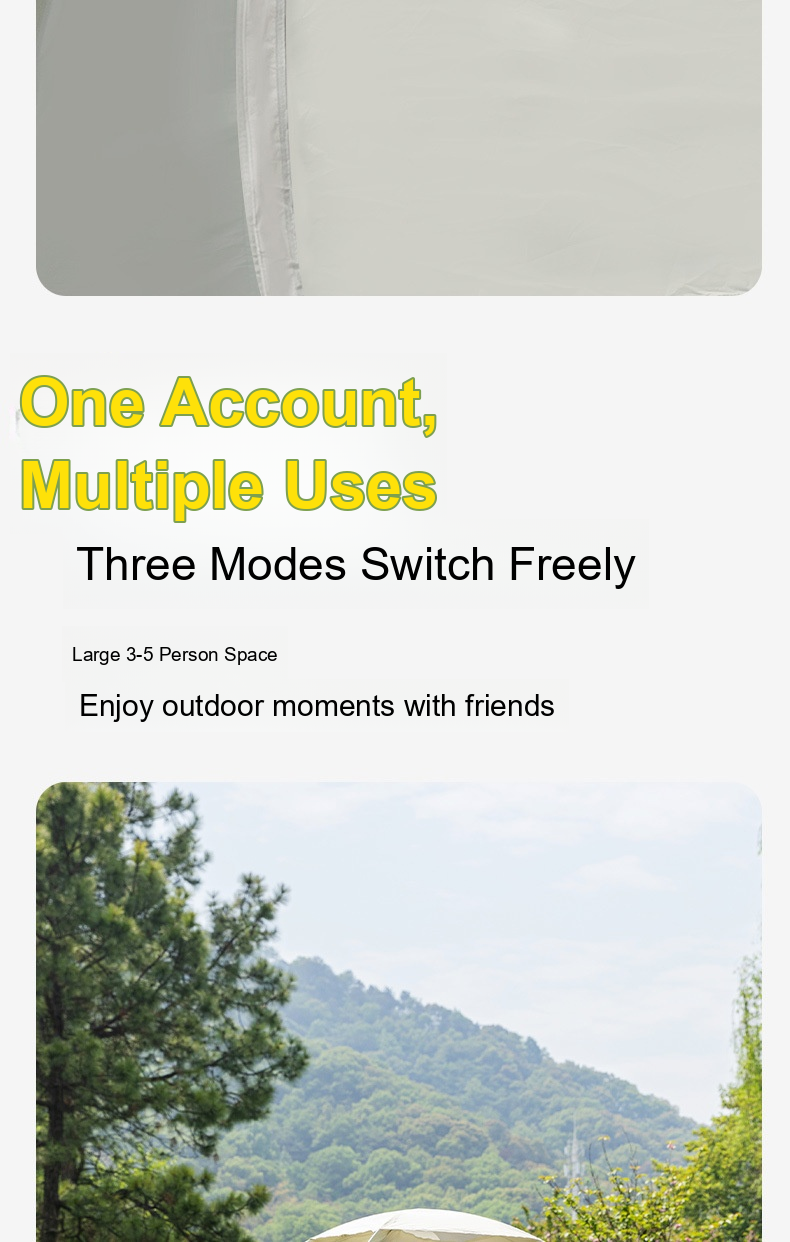 One Account,
Multiple Uses
Three Modes Switch Freely
Large 3-5 Person Space
Enjoy outdoor moments with friends